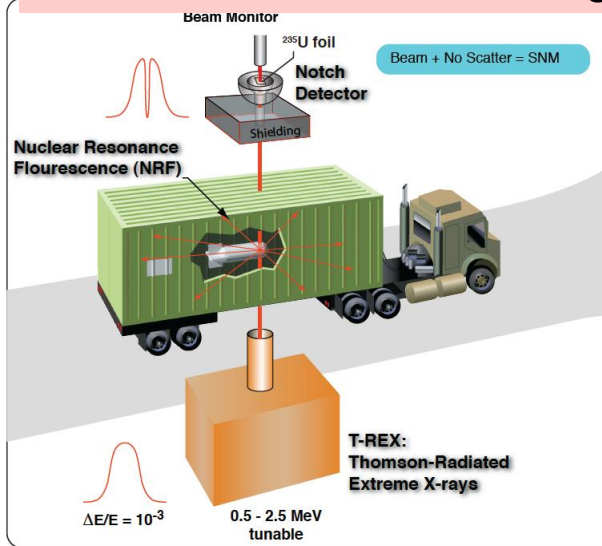 Beam Monitor
²³⁵U foil
Notch
Detector
Beam + No Scatter = SNM
Shielding
Nuclear Resonance
Flourescence (NRF)
T-REX:
Thomson-Radiated
Extreme X-rays
ΔE/E = 10⁻³
0.5 - 2.5 MeV
tunable